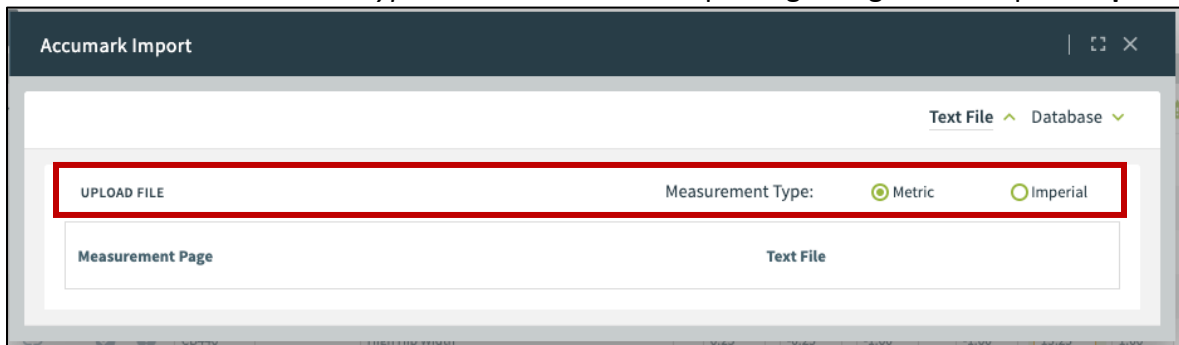 Accumark Import
Text File Database
UPLOAD FILE Measurement Type: Metric Imperial
Measurement Page Text File